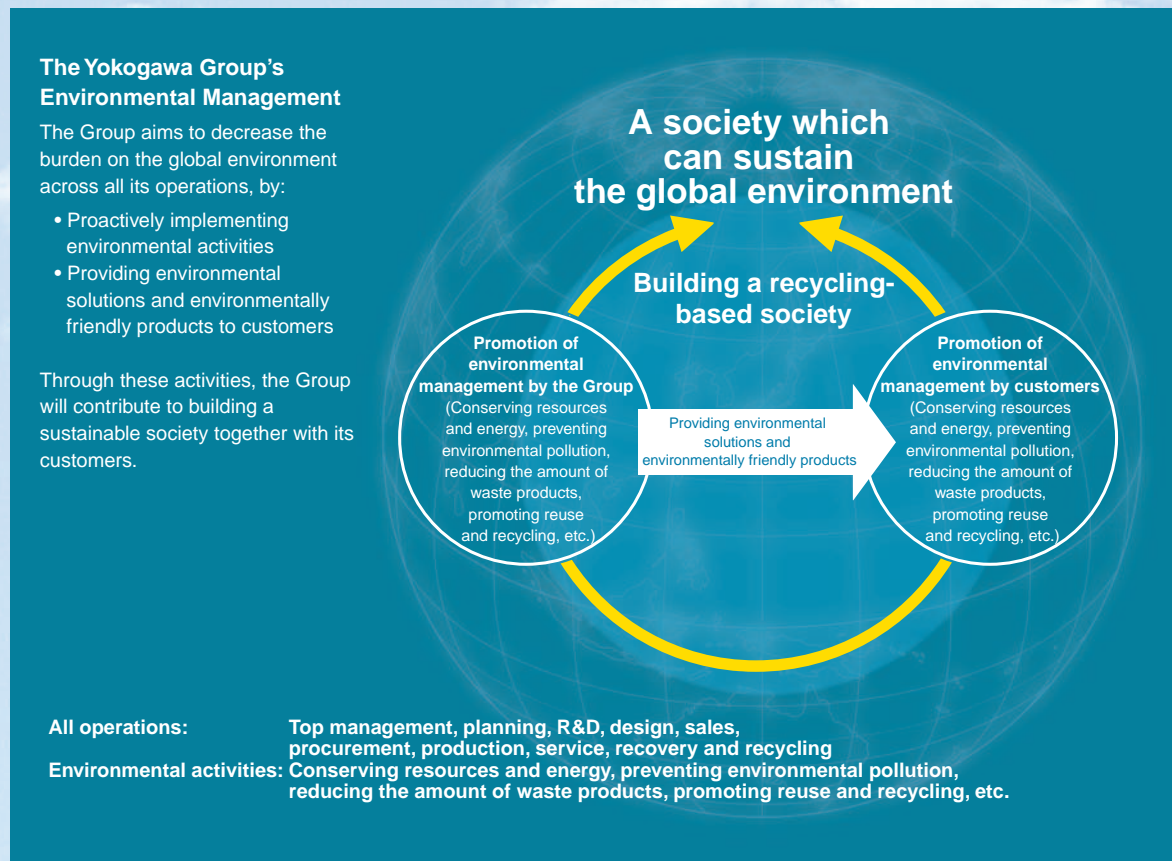 The Yokogawa Group's
Environmental Management
The Group aims to decrease the
burden on the global environment
across all its operations, by:
• Proactively implementing
environmental activities
• Providing environmental
solutions and environmentally
friendly products to customers
Through these activities, the Group
will contribute to building a
sustainable society together with its
customers.
A society which
can sustain
the global environment
Building a recycling-
based society
Promotion of
environmental
management by the Group
(Conserving resources
and energy, preventing
environmental pollution,
reducing the amount of
waste products,
promoting reuse
and recycling, etc.)
Providing environmental
solutions and
environmentally friendly products
Promotion of
environmental
management by customers
(Conserving resources
and energy, preventing
environmental pollution,
reducing the amount of
waste products,
promoting reuse
and recycling, etc.)
All operations: Top management, planning, R&D, design, sales,
procurement, production, service, recovery and recycling
Environmental activities: Conserving resources and energy, preventing environmental pollution,
reducing the amount of waste products, promoting reuse and recycling, etc.